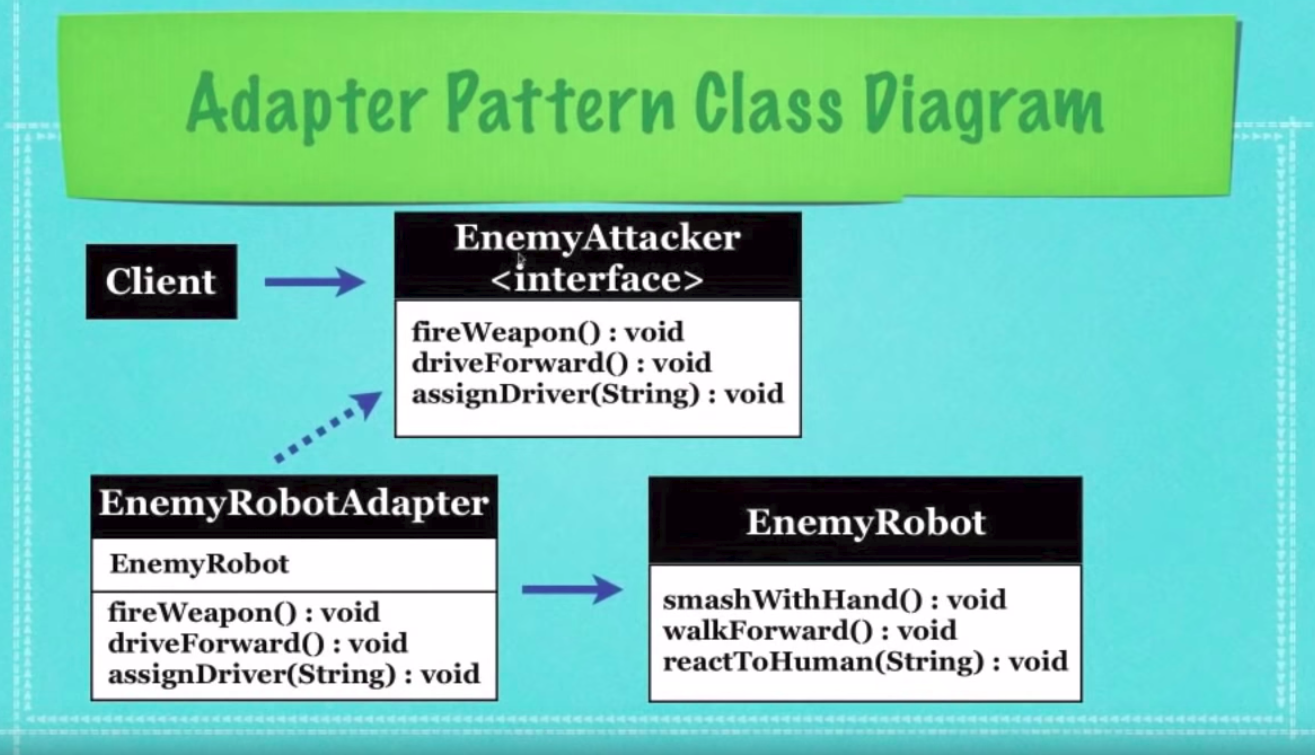 Adapter Pattern Class Diagram
Client
EnemyAttacker
<interface>
fireWeapon() : void
driveForward() : void
assignDriver(String) : void
EnemyRobotAdapter
EnemyRobot
fireWeapon() : void
driveForward() : void
assignDriver(String) : void
EnemyRobot
smashWithHand() : void
walkForward() : void
reactToHuman(String) : void